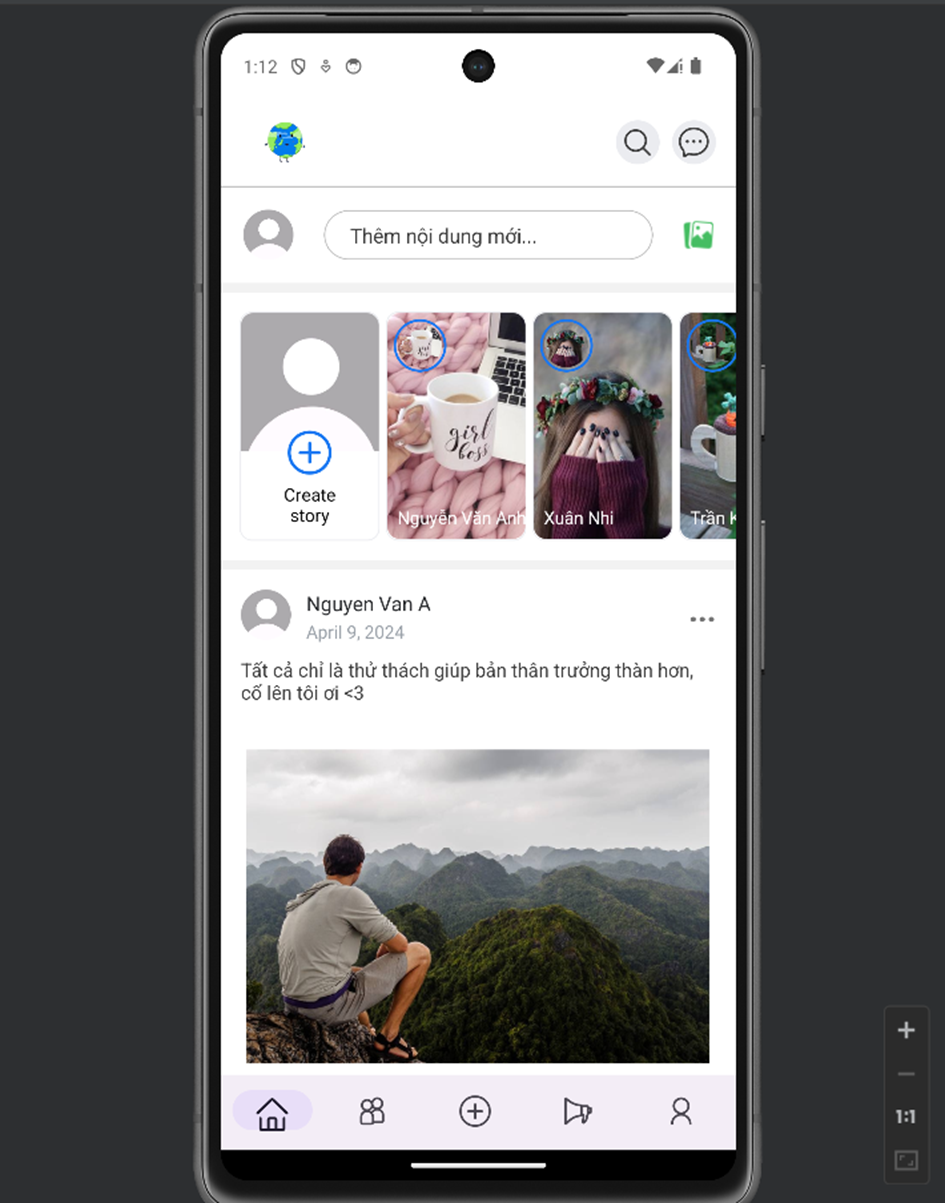 1:12
Thêm nội dung mới...
girl
boss
Create
story
Nguyễn Văn Anh
Xuân Nhi
Trần K
Nguyen Van A
April 9, 2024
Tất cả chỉ là thử thách giúp bản thân trưởng thàn hơn,
cố lên tôi ơi <3
1:1